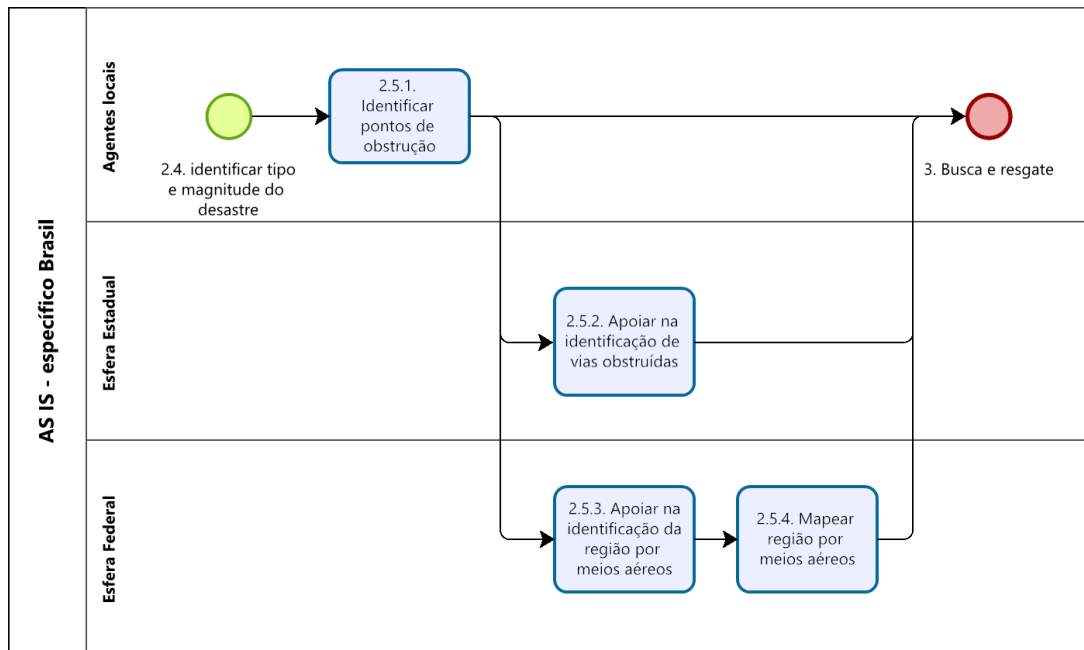 AS IS - específico Brasil
Agentes locais
2.4. identificar tipo
e magnitude do
desastre
2.5.1.
Identificar
pontos de
obstrução
3. Busca e resgate
Esfera Estadual
2.5.2. Apoiar na
identificação de
vias obstruídas
Esfera Federal
2.5.3. Apoiar na
identificação da
região por
meios aéreos
2.5.4. Mapear
região por
meios aéreos